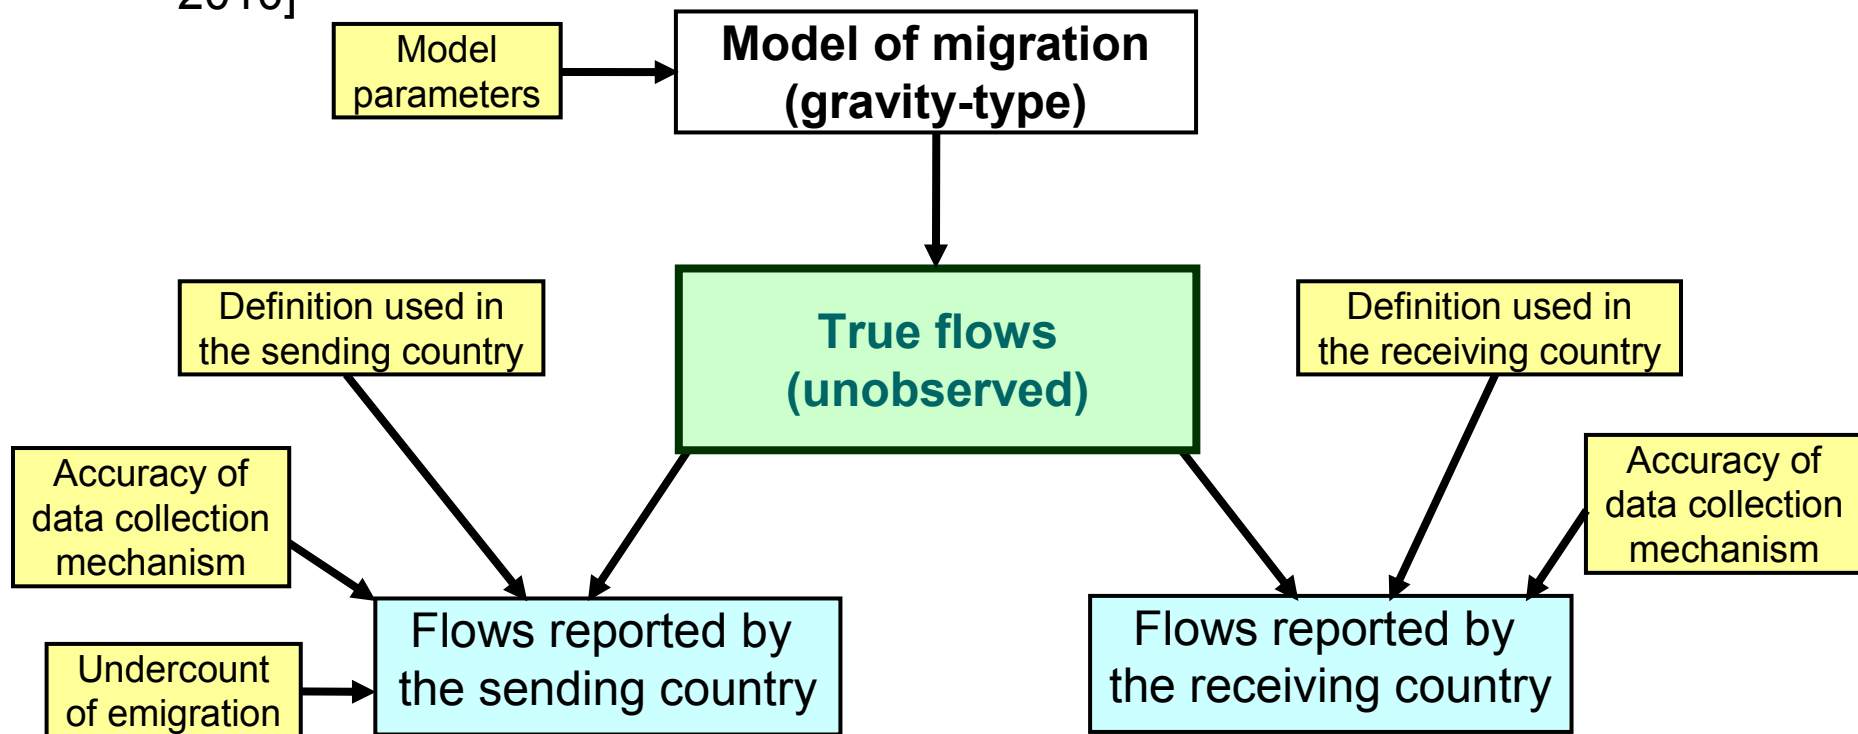 2010]
Model
parameters
Model of migration
(gravity-type)
Definition used in
the sending country
True flows
(unobserved)
Definition used in
the receiving country
Accuracy of
data collection
mechanism
Accuracy of
data collection
mechanism
Undercount
of emigration
Flows reported by
the sending country
Flows reported by
the receiving country